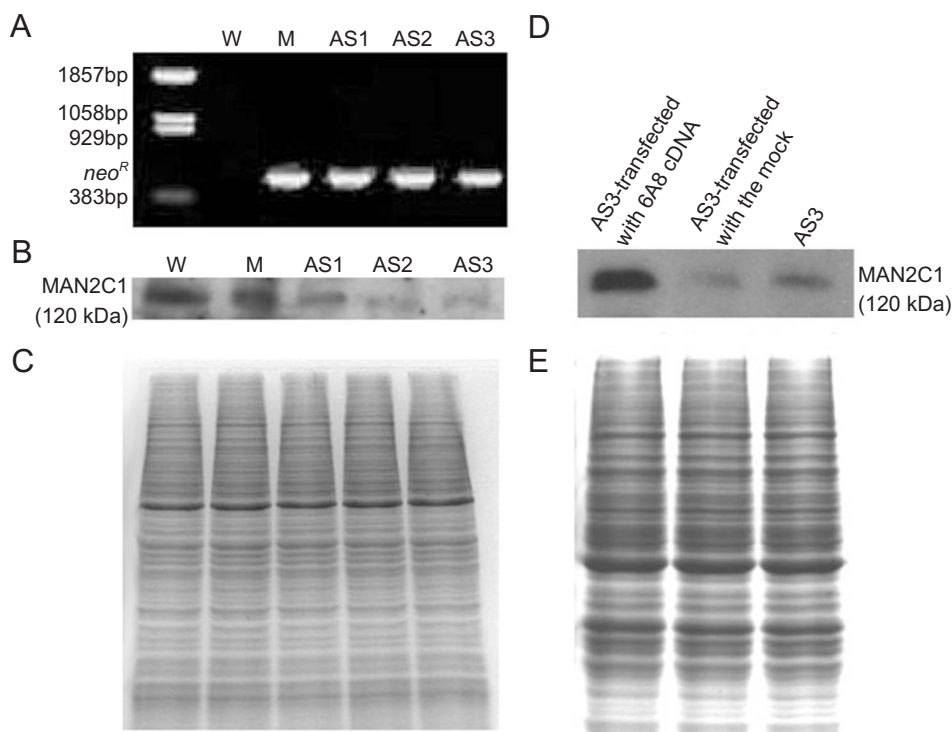 A
W M AS1 AS2 AS3
1857bp
1058bp
929bp
neo^R
383bp
B
W M AS1 AS2 AS3
MAN2C1
(120 kDa)
C
D
AS3-transfected
with 6A8 cDNA
AS3-transfected
with the mock
AS3
MAN2C1
(120 kDa)
E